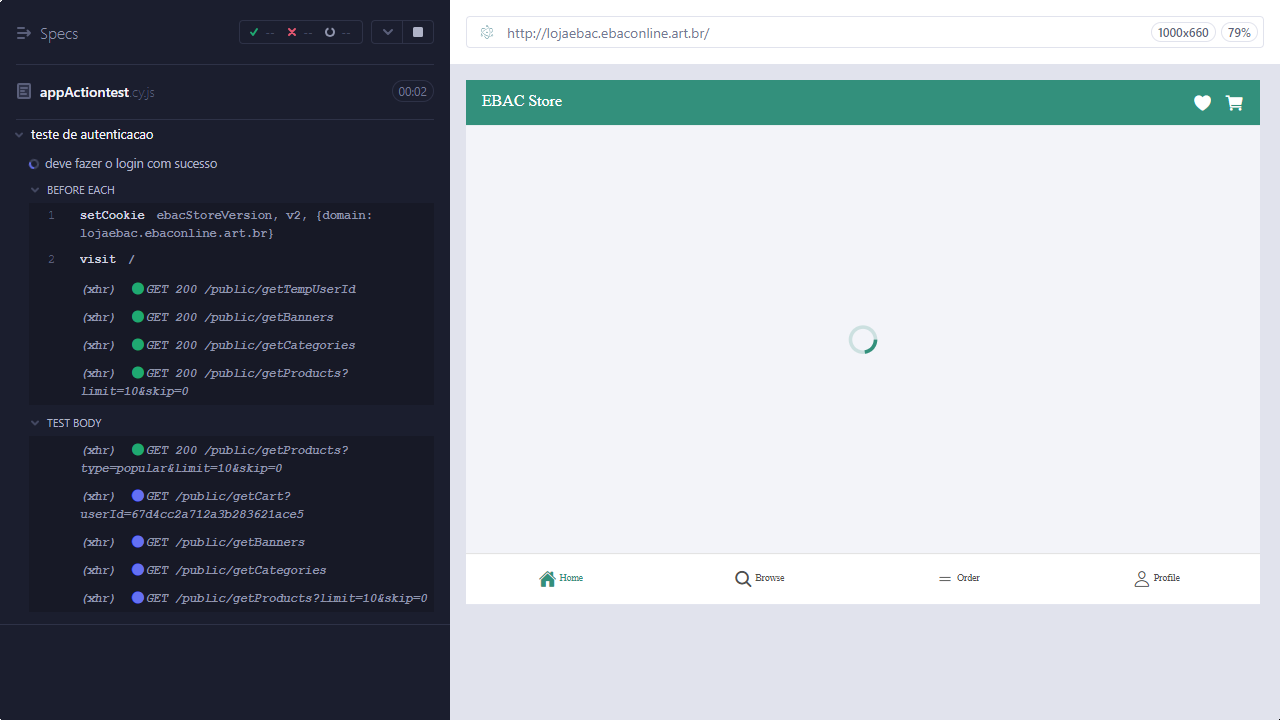 Specs
--
--
--
appActiontest.cy.js
00:02
teste de autenticacao
deve fazer o login com sucesso
BEFORE EACH
1 setCookie ebacStoreVersion, v2, {domain:
lojaebac.ebaconline.art.br}
2 visit /
(xhr) GET 200 /public/getTempUserId
(xhr) GET 200 /public/getBanners
(xhr) GET 200 /public/getCategories
(xhr) GET 200 /public/getProducts?
limit=10&skip=0
TEST BODY
(xhr) GET 200 /public/getProducts?
type=popular&limit=10&skip=0
(xhr) GET /public/getCart?
userId=67d4cc2a712a3b283621ace5
(xhr) GET /public/getBanners
(xhr) GET /public/getCategories
(xhr) GET /public/getProducts?limit=10&skip=0
http://lojaebac.ebaconline.art.br/
1000x660
79%
EBAC Store
Home
Browse
Order
Profile